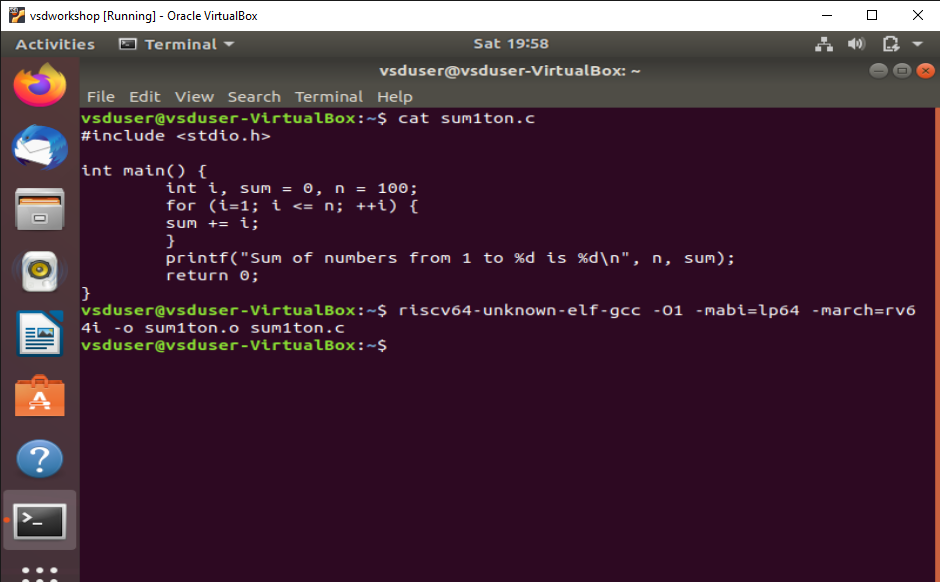 vsdworkshop [Running] - Oracle VirtualBox
Activities Terminal Sat 19:58
vsduser@vsduser-VirtualBox: ~
File Edit View Search Terminal Help
vsduser@vsduser-VirtualBox:~$ cat sum1ton.c
#include <stdio.h>
int main() {
        int i, sum = 0, n = 100;
        for (i=1; i <= n; ++i) {
        sum += i;
        }
        printf("Sum of numbers from 1 to %d is %d\n", n, sum);
        return 0;
}
vsduser@vsduser-VirtualBox:~$ riscv64-unknown-elf-gcc -O1 -mabi=lp64 -march=rv6
4i -o sum1ton.o sum1ton.c
vsduser@vsduser-VirtualBox:~$